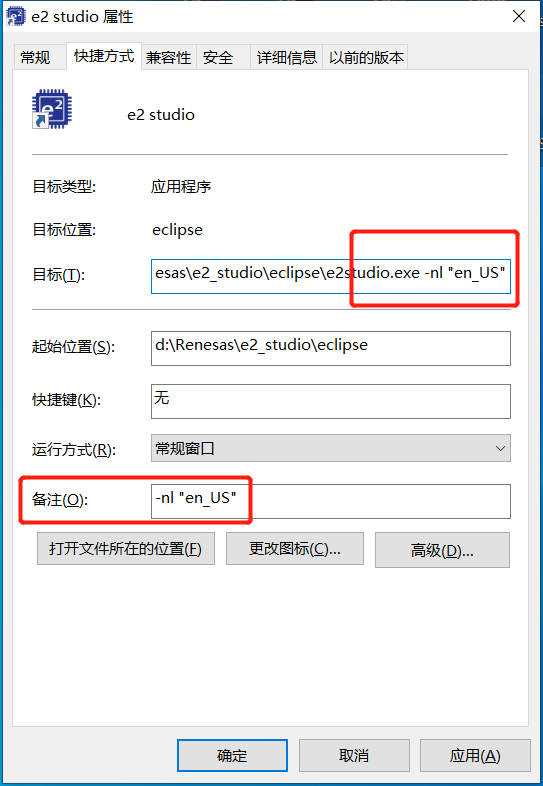 e2 studio 属性
常规 快捷方式 兼容性 安全 详细信息 以前的版本
e2
e2 studio
目标类型: 应用程序
目标位置: eclipse
目标(T): esas\e2_studio\eclipse\e2studio.exe -nl "en_US"
起始位置(S): d:\Renesas\e2_studio\eclipse
快捷键(K): 无
运行方式(R): 常规窗口
备注(O): -nl "en_US"
打开文件所在的位置(F) 更改图标(C)... 高级(D)...
确定 取消 应用(A)